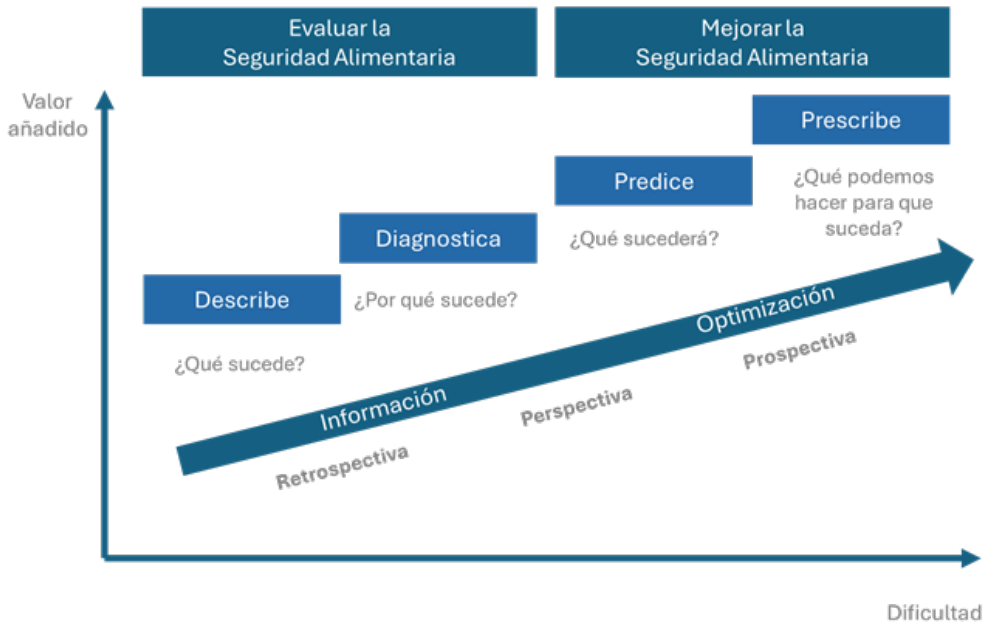 Evaluar la
Seguridad Alimentaria
Mejorar la
Seguridad Alimentaria
Valor
añadido
Prescribe
¿Qué podemos
hacer para que
suceda?
Predice
¿Qué sucederá?
Diagnostica
¿Por qué sucede?
Describe
¿Qué sucede?
Optimización
Prospectiva
Información
Perspectiva
Retrospectiva
Dificultad